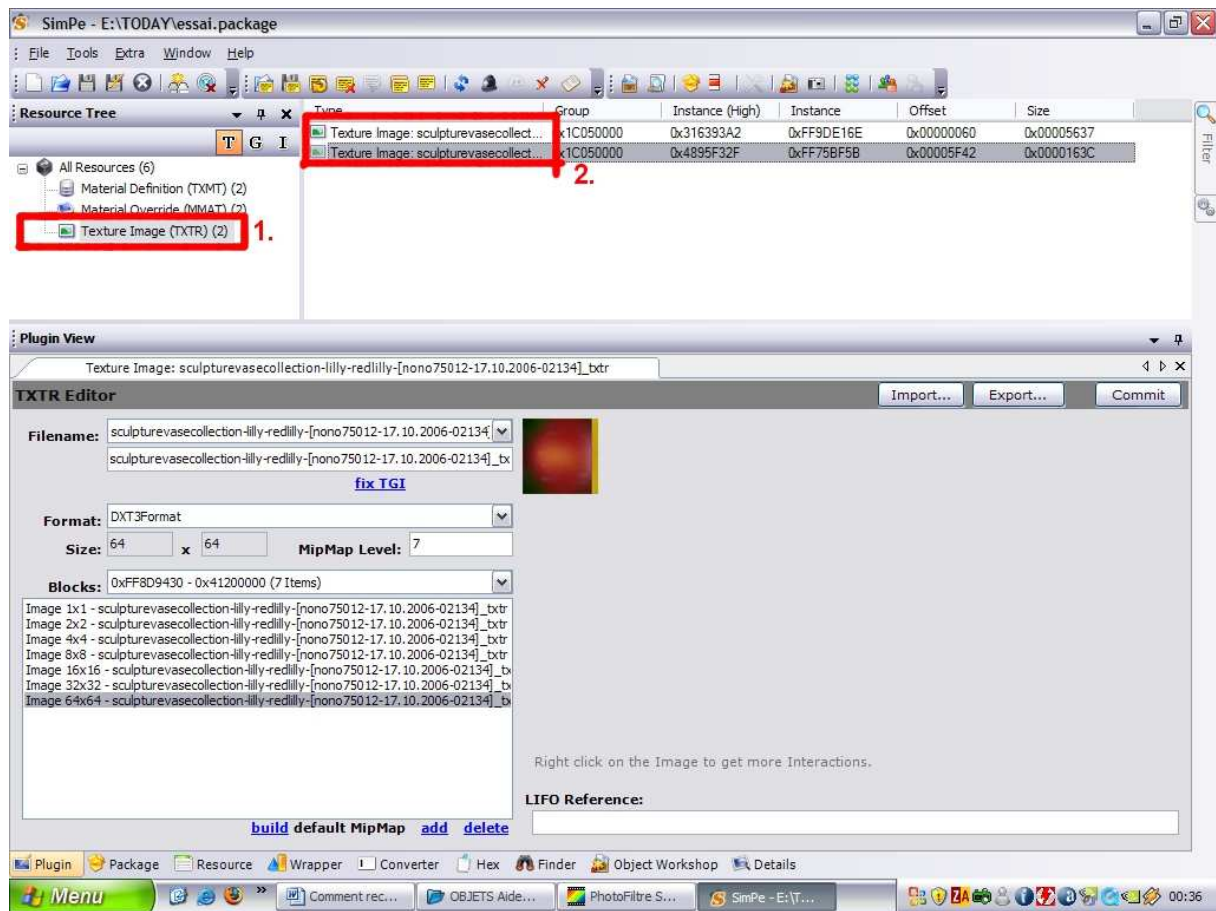 SimPe - E:\TODAY\essai.package
File Tools Extra Window Help
Resource Tree
T G I
All Resources (6)
Material Definition (TXMT) (2)
Material Override (MMAT) (2)
Texture Image (TXTR) (2)
1.
Type Group Instance (High) Instance Offset Size
Texture Image: sculpturevasecollect... 0x1C050000 0x316393A2 0xFF9DE16E 0x00000060 0x00005637
Texture Image: sculpturevasecollect... 0x1C050000 0x4895F32F 0xFF75BF5B 0x00005F42 0x0000163C
2.
Filter
Plugin View
Texture Image: sculpturevasecollection-lilly-redlilly-[nono75012-17.10.2006-02134]_txtr
TXTR Editor Import... Export... Commit
Filename: sculpturevasecollection-lilly-redlilly-[nono75012-17.10.2006-02134]
sculpturevasecollection-lilly-redlilly-[nono75012-17.10.2006-02134]_tx
fix TGI
Format: DXT3Format
Size: 64 x 64 MipMap Level: 7
Blocks: 0xFF8D9430 - 0x41200000 (7 Items)
Image 1x1 - sculpturevasecollection-lilly-redlilly-[nono75012-17.10.2006-02134]_txtr
Image 2x2 - sculpturevasecollection-lilly-redlilly-[nono75012-17.10.2006-02134]_txtr
Image 4x4 - sculpturevasecollection-lilly-redlilly-[nono75012-17.10.2006-02134]_txtr
Image 8x8 - sculpturevasecollection-lilly-redlilly-[nono75012-17.10.2006-02134]_txtr
Image 16x16 - sculpturevasecollection-lilly-redlilly-[nono75012-17.10.2006-02134]_tx
Image 32x32 - sculpturevasecollection-lilly-redlilly-[nono75012-17.10.2006-02134]_tx
Image 64x64 - sculpturevasecollection-lilly-redlilly-[nono75012-17.10.2006-02134]_tx
Right click on the Image to get more Interactions.
LIFO Reference:
build default MipMap add delete
Plugin Package Resource Wrapper Converter Hex Finder Object Workshop Details
Menu » Comment rec... OBJETS Aide... PhotoFiltre S... SimPe - E:\T... ZA 00:36